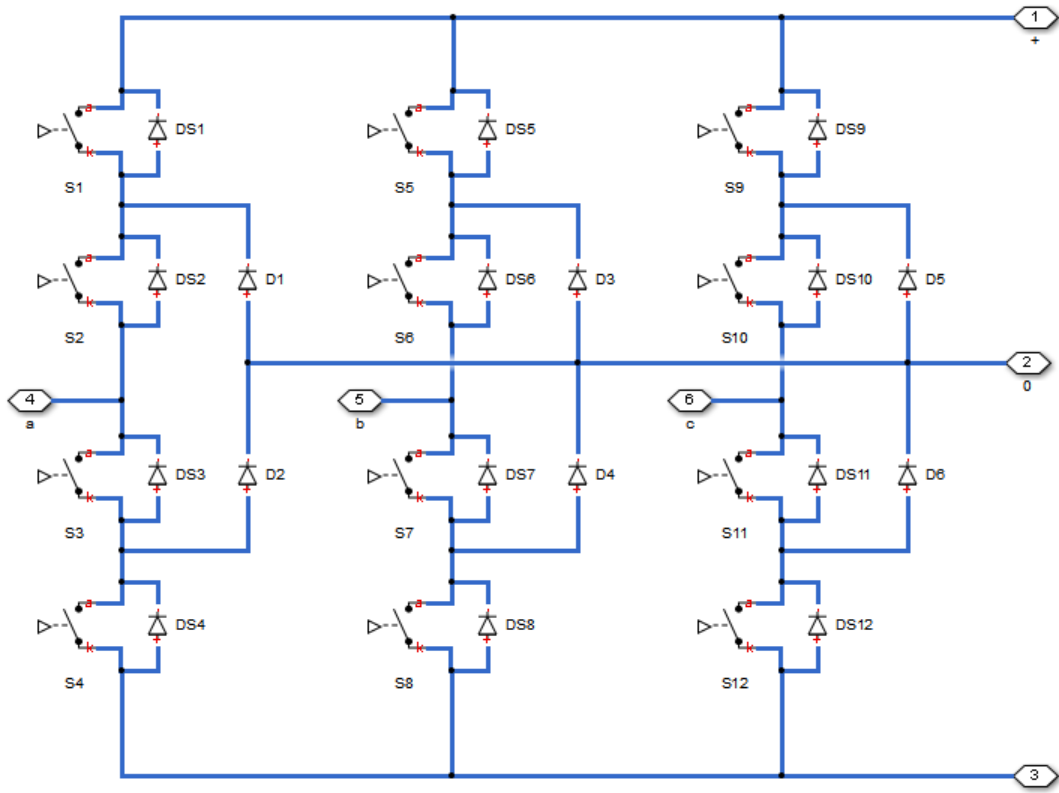 1
+
a
k
DS1
S1
a
k
DS5
S5
a
k
DS9
S9
a
k
DS2
D1
S2
a
k
DS6
D3
S6
a
k
DS10
D5
S10
2
0
4
a
5
b
6
c
a
k
DS3
D2
S3
a
k
DS7
D4
S7
a
k
DS11
D6
S11
a
k
DS4
S4
a
k
DS8
S8
a
k
DS12
S12
3